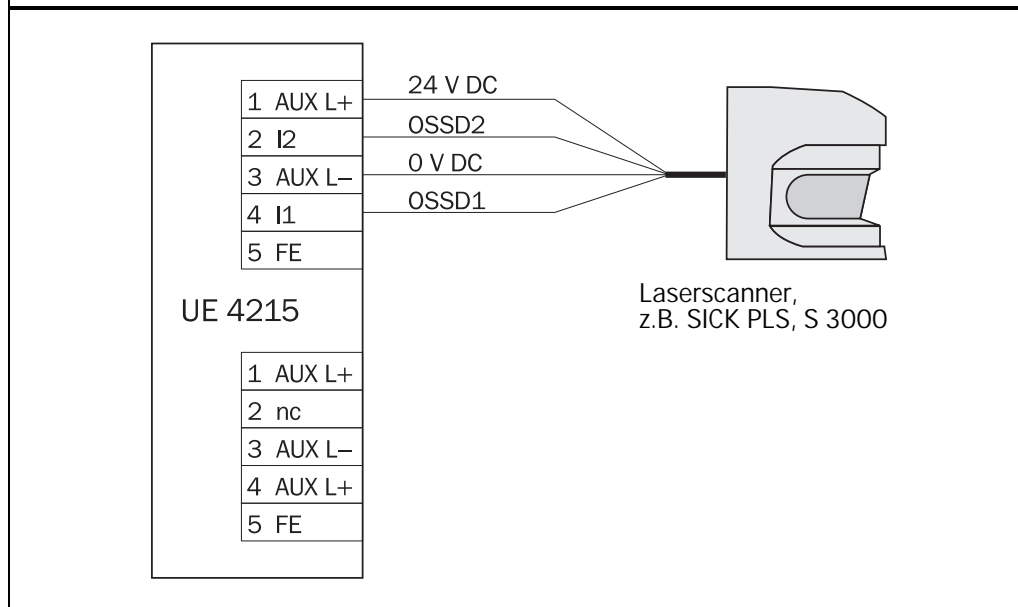 1 AUX L+
2 I2
3 AUX L–
4 I1
5 FE
24 V DC
OSSD2
0 V DC
OSSD1
UE 4215
Laserscanner,
z.B. SICK PLS, S 3000
1 AUX L+
2 nc
3 AUX L–
4 AUX L+
5 FE